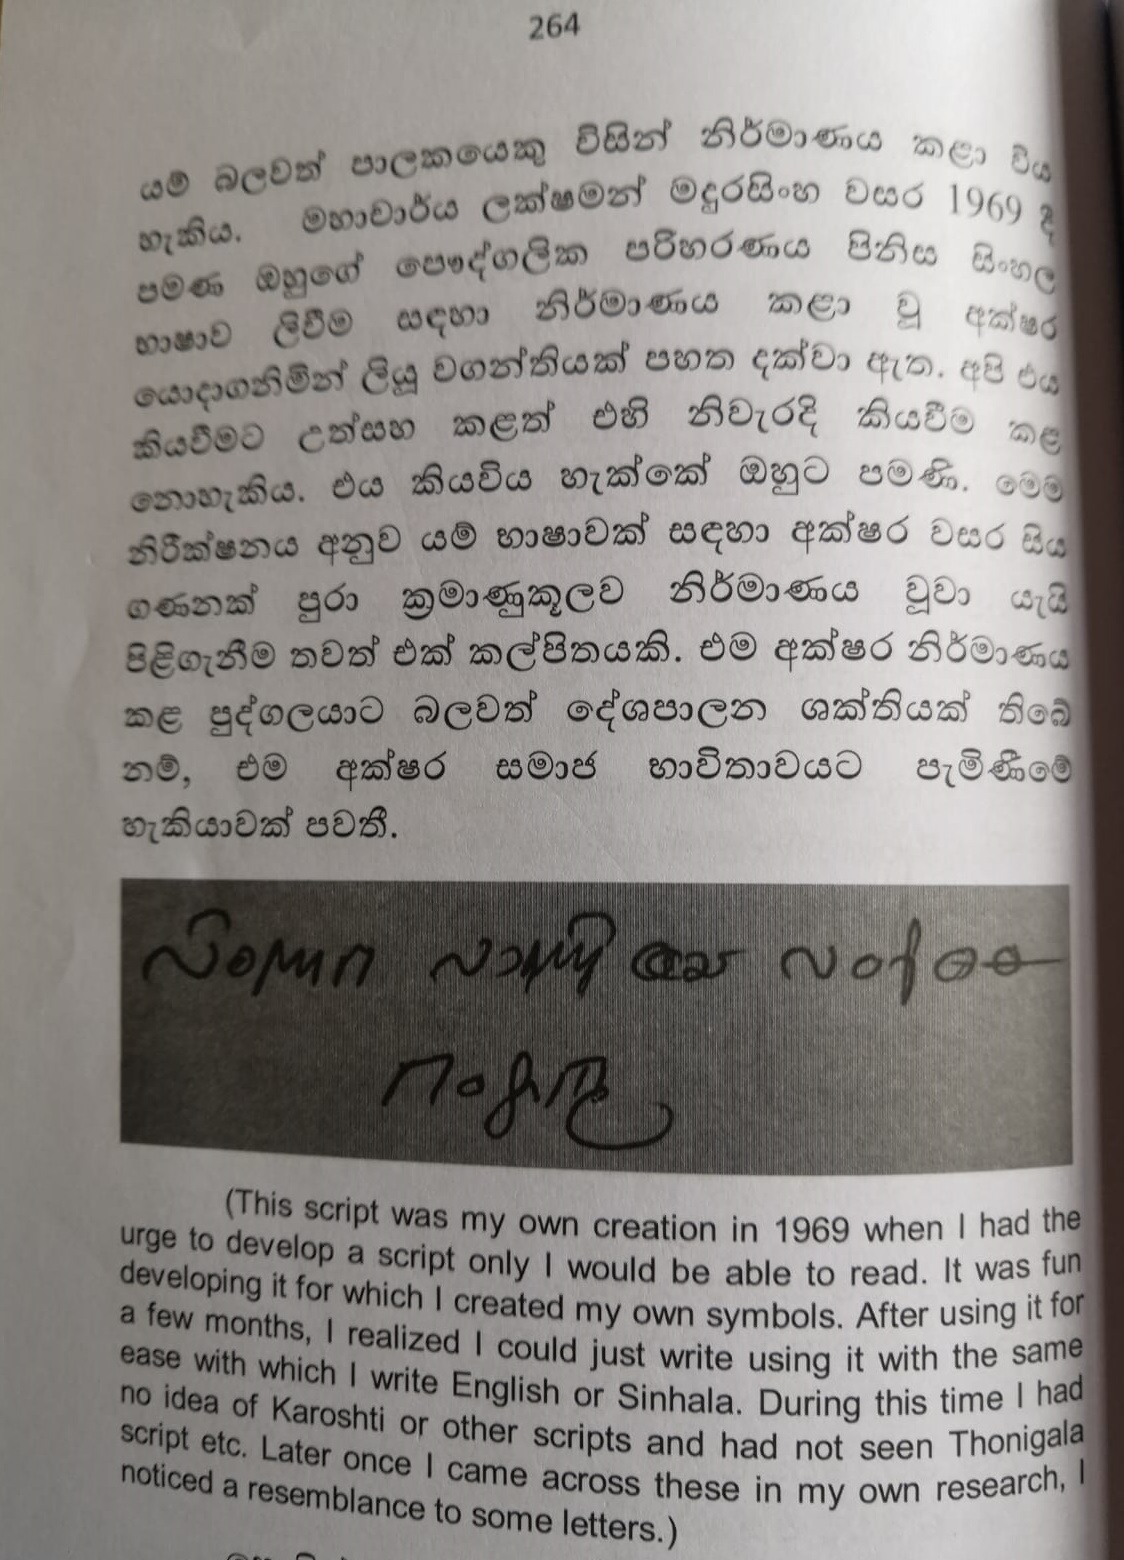 264
යම් බලවත් පාලකයෙකු විසින් නිර්මාණය කළා විය
හැකිය. මහාචාර්ය ලක්ෂමන් මදුරසිංහ වසර 1969 දී
පමණ ඔහුගේ පෞද්ගලික පරිහරණය පිනිස සිංහල
භාෂාව ලිවීම සඳහා නිර්මාණය කළා වූ අක්ෂර
යොදාගනිමින් ලියූ වගන්තියක් පහත දක්වා ඇත. අපි එය
කියවීමට උත්සහ කළත් එහි නිවැරදි කියවීම කළ
නොහැකිය. එය කියවිය හැක්කේ ඔහුට පමණි. මෙම
නිරීක්ෂනය අනුව යම් භාෂාවක් සඳහා අක්ෂර වසර සිය
ගණනක් පුරා ක්‍රමාණුකූලව නිර්මාණය වූවා යැයි
පිළිගැනීම තවත් එක් කල්පිතයකි. එම අක්ෂර නිර්මාණය
කළ පුද්ගලයාට බලවත් දේශපාලන ශක්තියක් තිබේ
නම්, එම අක්ෂර සමාජ භාවිතාවයට පැමිණීමේ
හැකියාවක් පවතී.
(This script was my own creation in 1969 when I had the
urge to develop a script only I would be able to read. It was fun
developing it for which I created my own symbols. After using it for
a few months, I realized I could just write using it with the same
ease with which I write English or Sinhala. During this time I had
no idea of Karoshti or other scripts and had not seen Thonigala
script etc. Later once I came across these in my own research, I
noticed a resemblance to some letters.)